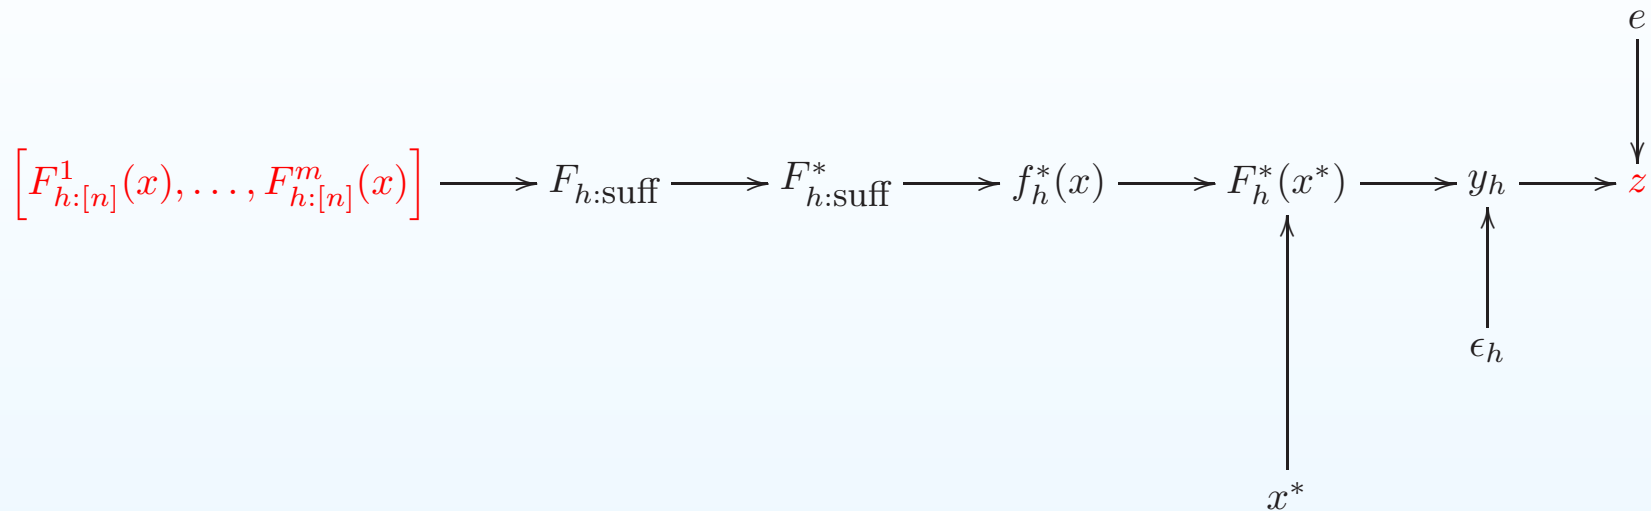 e
[F^1_{h:[n]}(x), . . . , F^m_{h:[n]}(x)] F_{h:suff} F^*_{h:suff} f^*_h(x) F^*_h(x^*) y_h z
ϵ_h
x^*